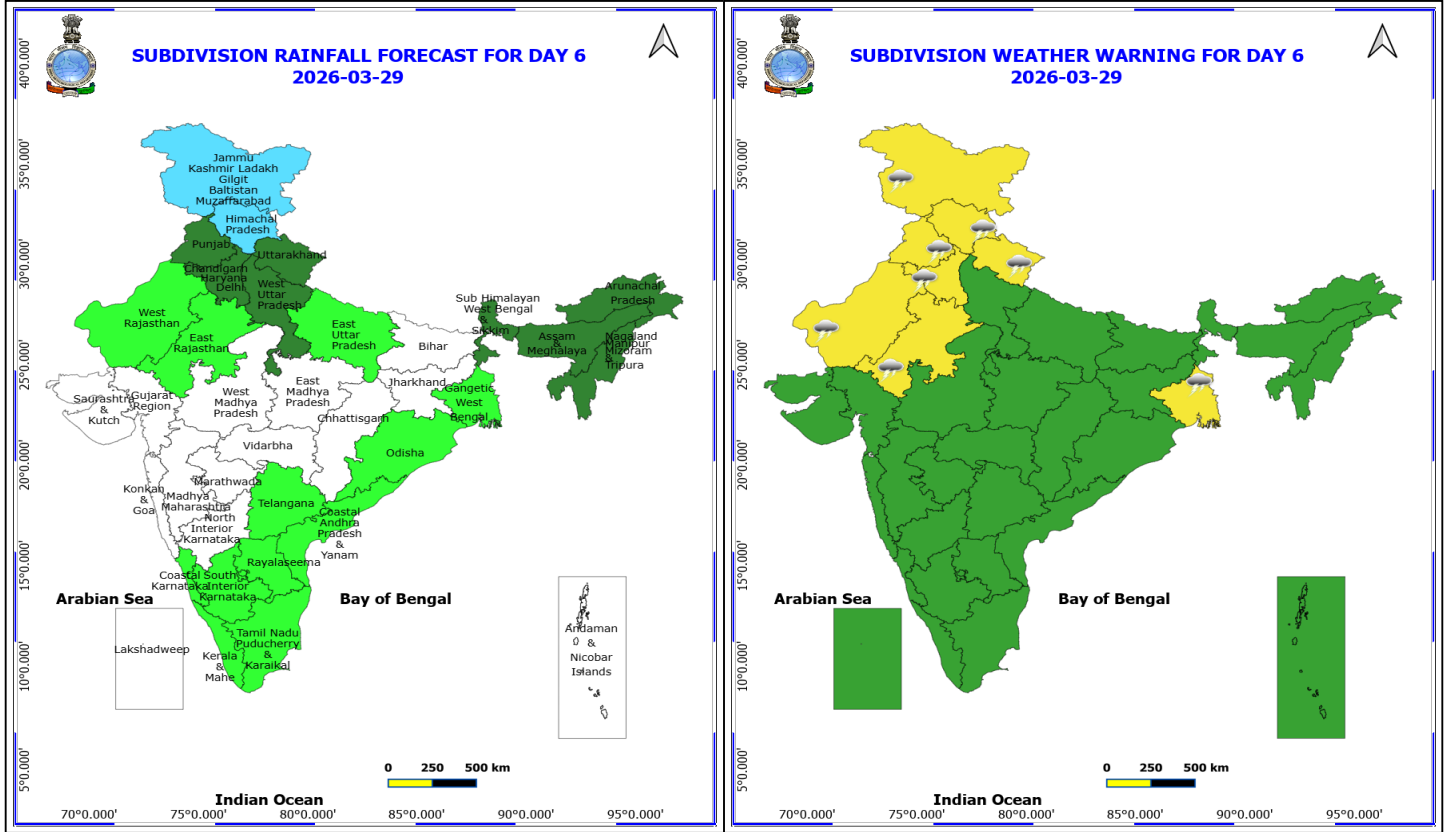 SUBDIVISION RAINFALL FORECAST FOR DAY 6
2026-03-29
40°0.000'
35°0.000'
30°0.000'
25°0.000'
20°0.000'
15°0.000'
10°0.000'
5°0.000'
Jammu
Kashmir Ladakh
Gilgit
Baltistan
Muzaffarabad
Himachal
Pradesh
Punjab
Uttarakhand
Chandigarh
Haryana
Delhi
West
Uttar
Pradesh
West
Rajasthan
East
Rajasthan
East
Uttar
Pradesh
Bihar
Sub Himalayan
West Bengal
&
Sikkim
Arunachal
Pradesh
Assam
&
Meghalaya
Nagaland
Manipur
Mizoram
&
Tripura
Saurashtra
&
Kutch
Gujarat
Region
West
Madhya
Pradesh
East
Madhya
Pradesh
Jharkhand
Gangetic
West
Bengal
Chhattisgarh
Vidarbha
Odisha
Konkan
&
Goa
Madhya
Maharashtra
Marathwada
North
Interior
Karnataka
Telangana
Coastal
Andhra
Pradesh
&
Yanam
Rayalaseema
Coastal
Karnataka
South
Interior
Karnataka
Arabian Sea
Bay of Bengal
Lakshadweep
Kerala
&
Mahe
Tamil Nadu
Puducherry
&
Karaikal
Andaman
&
Nicobar
Islands
0 250 500 km
Indian Ocean
70°0.000' 75°0.000' 80°0.000' 85°0.000' 90°0.000' 95°0.000'
SUBDIVISION WEATHER WARNING FOR DAY 6
2026-03-29
40°0.000'
35°0.000'
30°0.000'
25°0.000'
20°0.000'
15°0.000'
10°0.000'
5°0.000'
Arabian Sea
Bay of Bengal
0 250 500 km
Indian Ocean
70°0.000' 75°0.000' 80°0.000' 85°0.000' 90°0.000' 95°0.000'